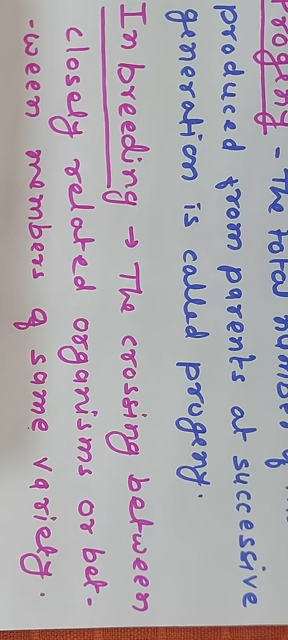 Progeny - The total number of
produced from parents at successive
generation is called progeny.
Inbreeding → The crossing between
closely related organisms or bet-
-ween members of same variety.